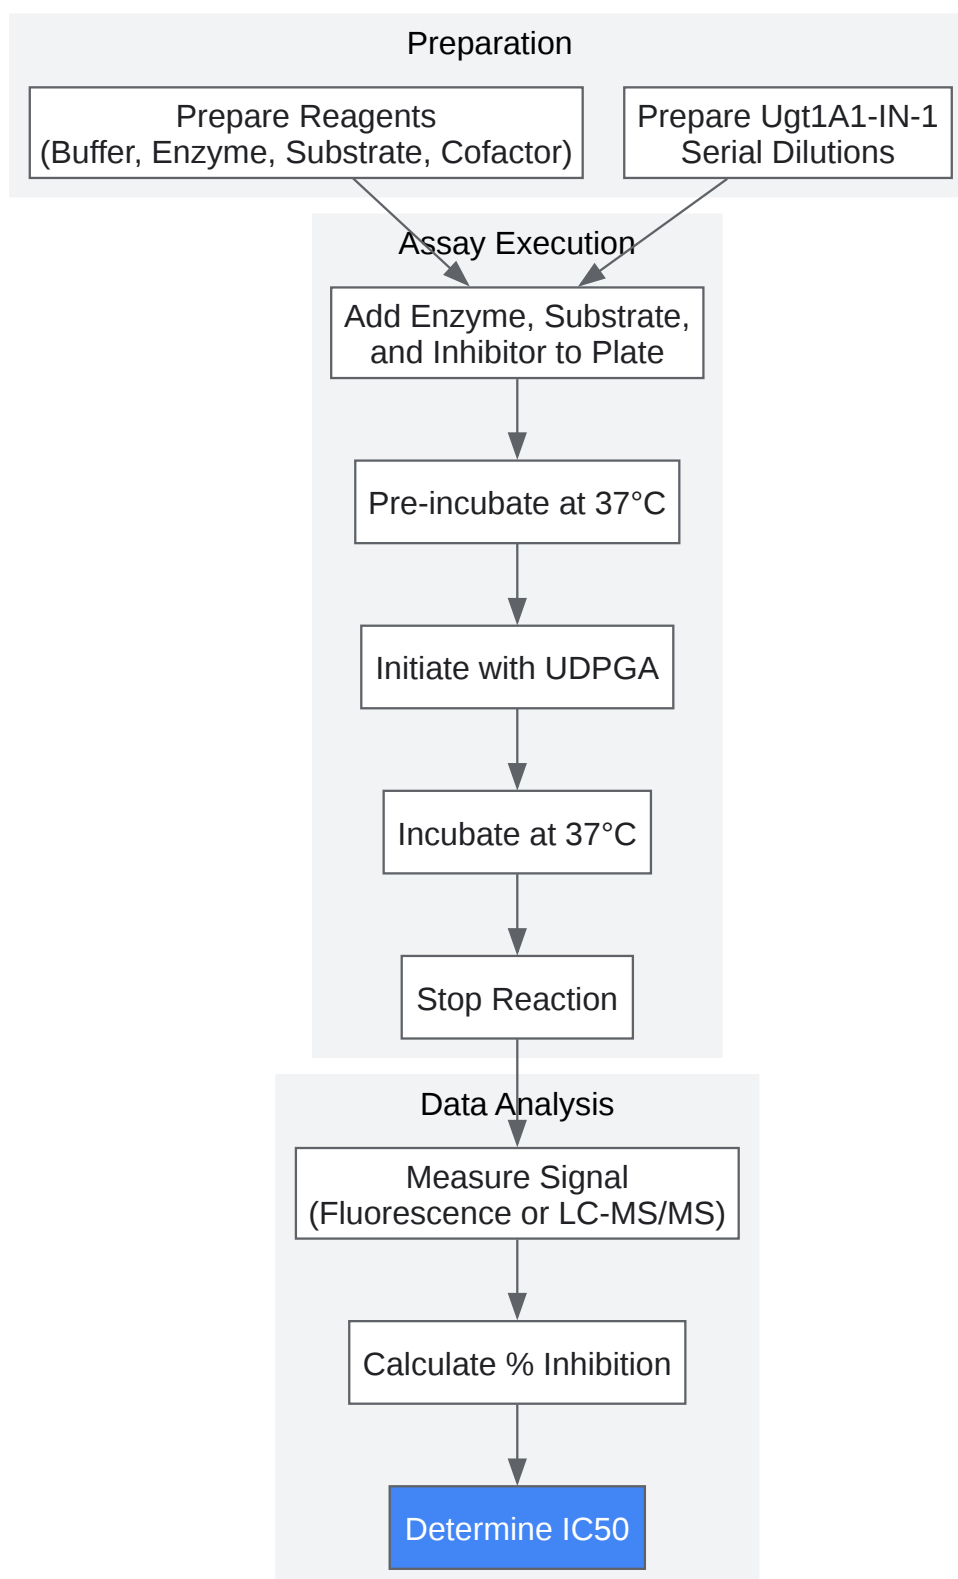 Preparation
Prepare Reagents
(Buffer, Enzyme, Substrate, Cofactor)
Prepare Ugt1A1-IN-1
Serial Dilutions
Assay Execution
Add Enzyme, Substrate,
and Inhibitor to Plate
Pre-incubate at 37°C
Initiate with UDPGA
Incubate at 37°C
Stop Reaction
Data Analysis
Measure Signal
(Fluorescence or LC-MS/MS)
Calculate % Inhibition
Determine IC50